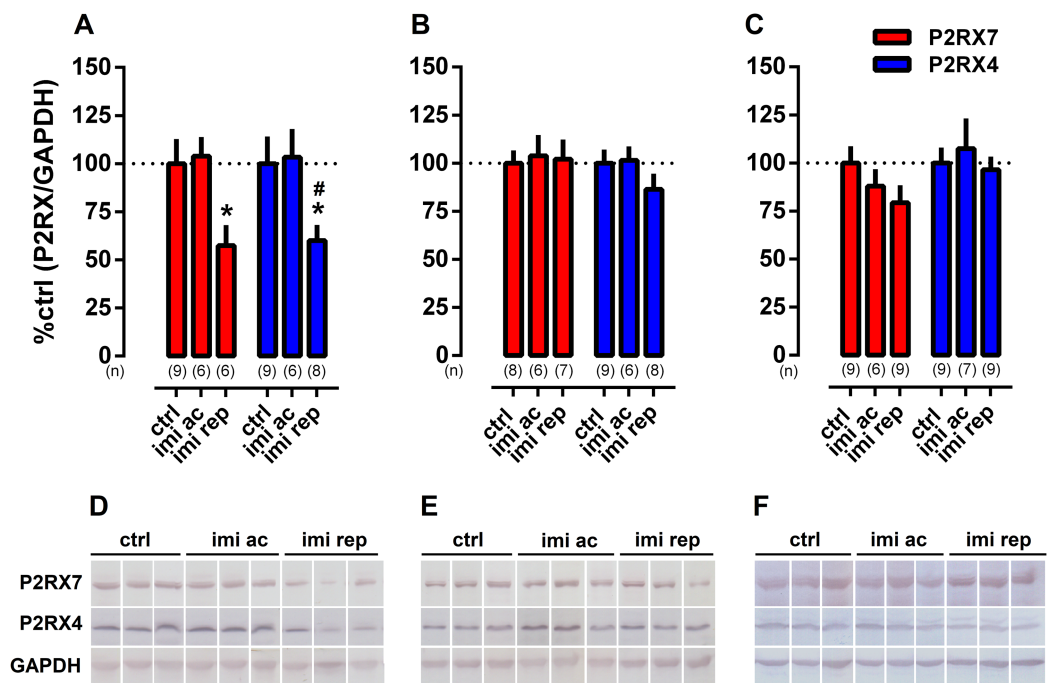 A
B
C
P2RX7
P2RX4
%ctrl (P2RX/GAPDH)
150
125
100
75
50
25
0
*
#
*
(n)
(9) (6) (6) (9) (6) (8)
ctrl
imi ac
imi rep
ctrl
imi ac
imi rep
150
125
100
75
50
25
0
(n)
(8) (6) (7) (9) (6) (8)
ctrl
imi ac
imi rep
ctrl
imi ac
imi rep
150
125
100
75
50
25
0
(n)
(9) (6) (9) (9) (7) (9)
ctrl
imi ac
imi rep
ctrl
imi ac
imi rep
D
E
F
ctrl imi ac imi rep
ctrl imi ac imi rep
ctrl imi ac imi rep
P2RX7
P2RX4
GAPDH